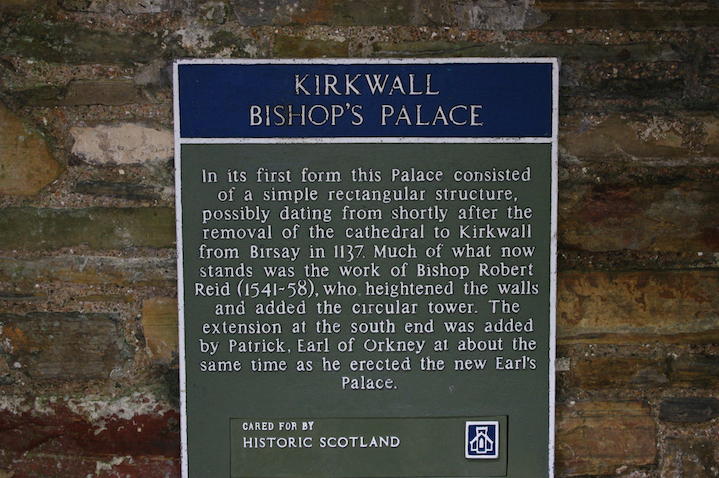 KIRKWALL
BISHOP'S PALACE
In its first form this Palace consisted
of a simple rectangular structure,
possibly dating from shortly after the
removal of the cathedral to Kirkwall
from Birsay in 1137. Much of what now
stands was the work of Bishop Robert
Reid (1541-58), who heightened the walls
and added the circular tower. The
extension at the south end was added
by Patrick, Earl of Orkney at about the
same time as he erected the new Earl's
Palace.
CARED FOR BY
HISTORIC SCOTLAND